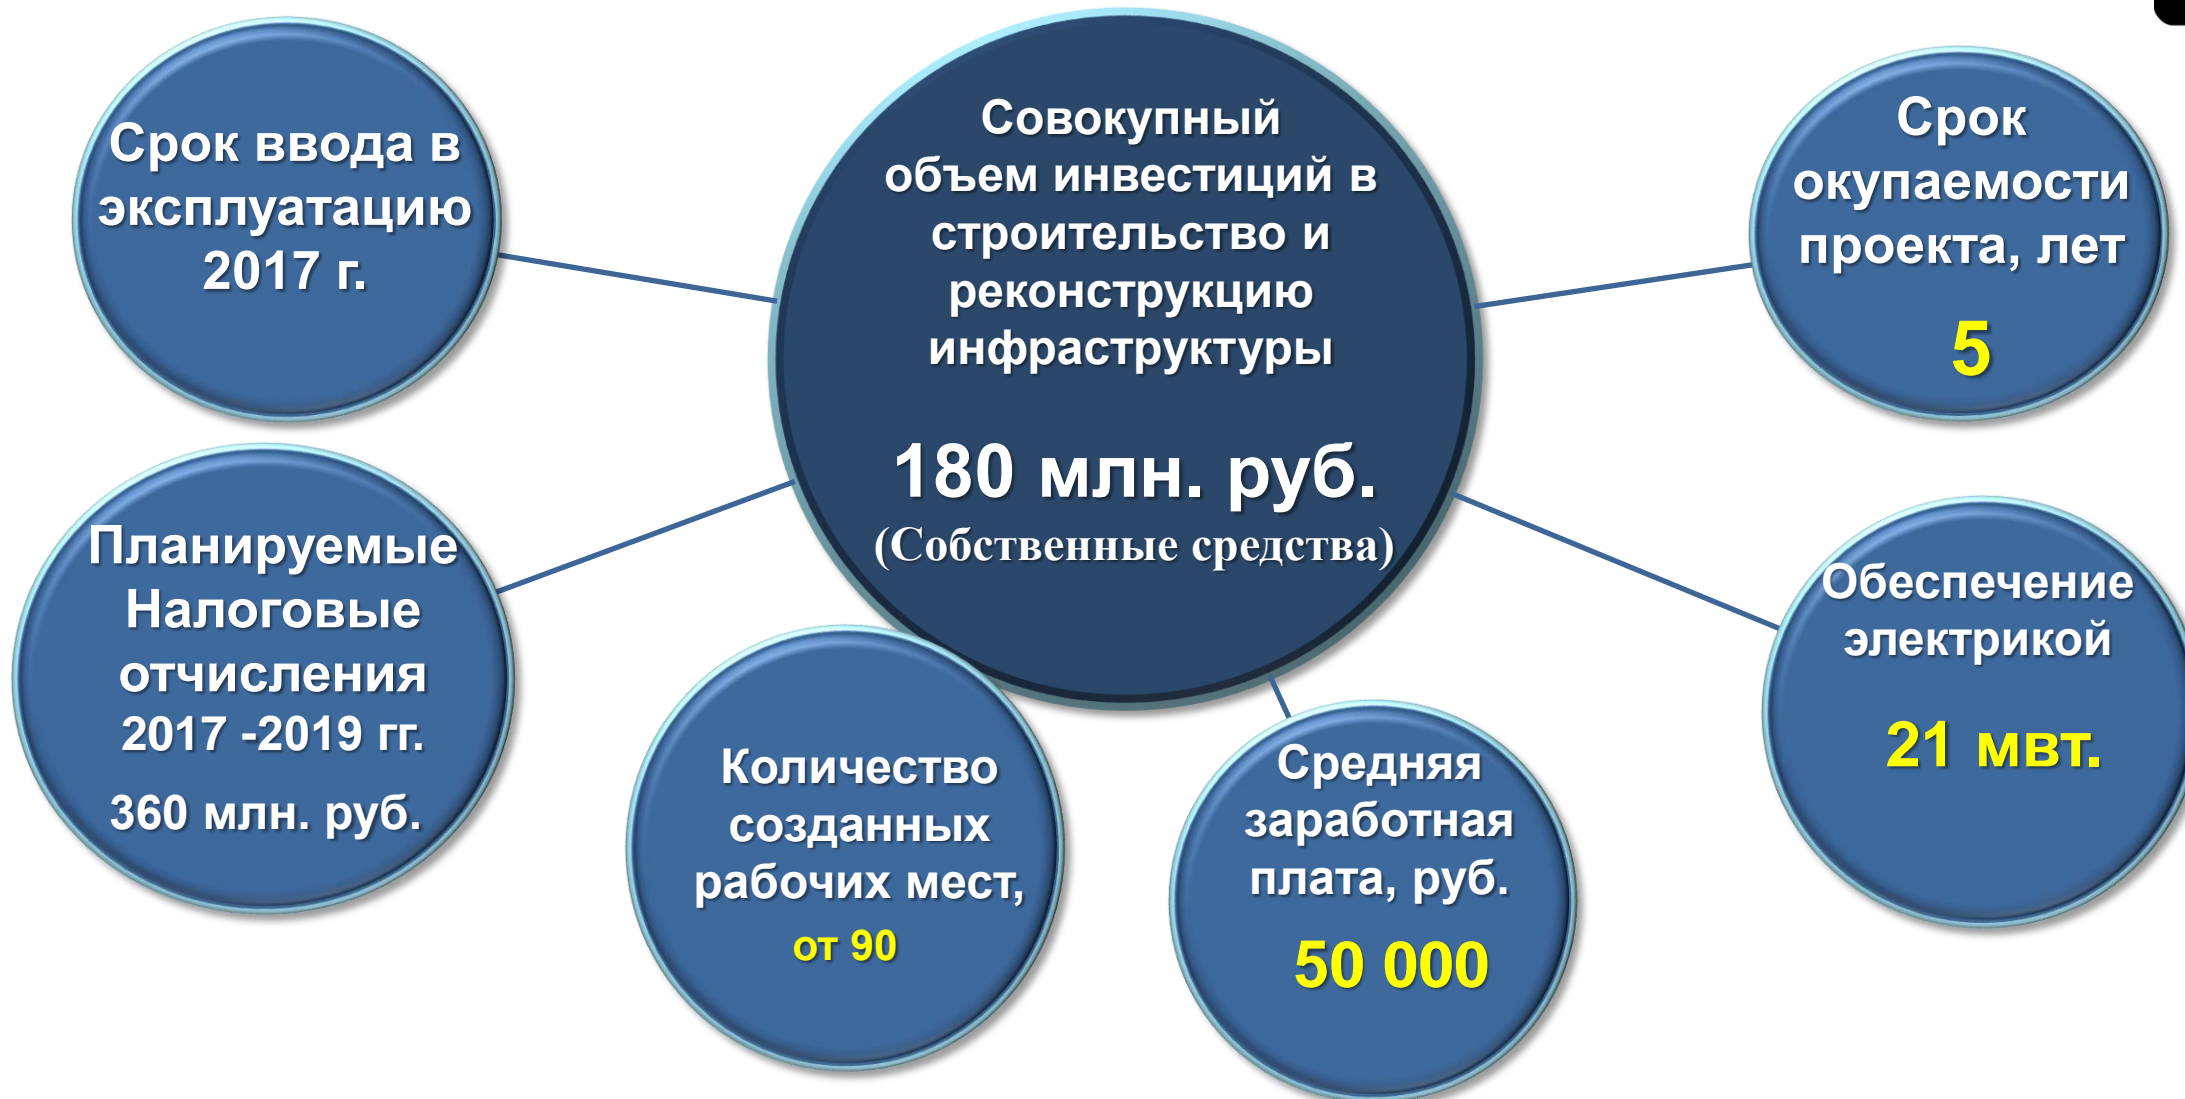 Срок ввода в
эксплуатацию
2017 г.
Совокупный
объем инвестиций в
строительство и
реконструкцию
инфраструктуры
180 млн. руб.
(Собственные средства)
Срок
окупаемости
проекта, лет
5
Планируемые
Налоговые
отчисления
2017 -2019 гг.
360 млн. руб.
Количество
созданных
рабочих мест,
от 90
Средняя
заработная
плата, руб.
50 000
Обеспечение
электрикой
21 мвт.